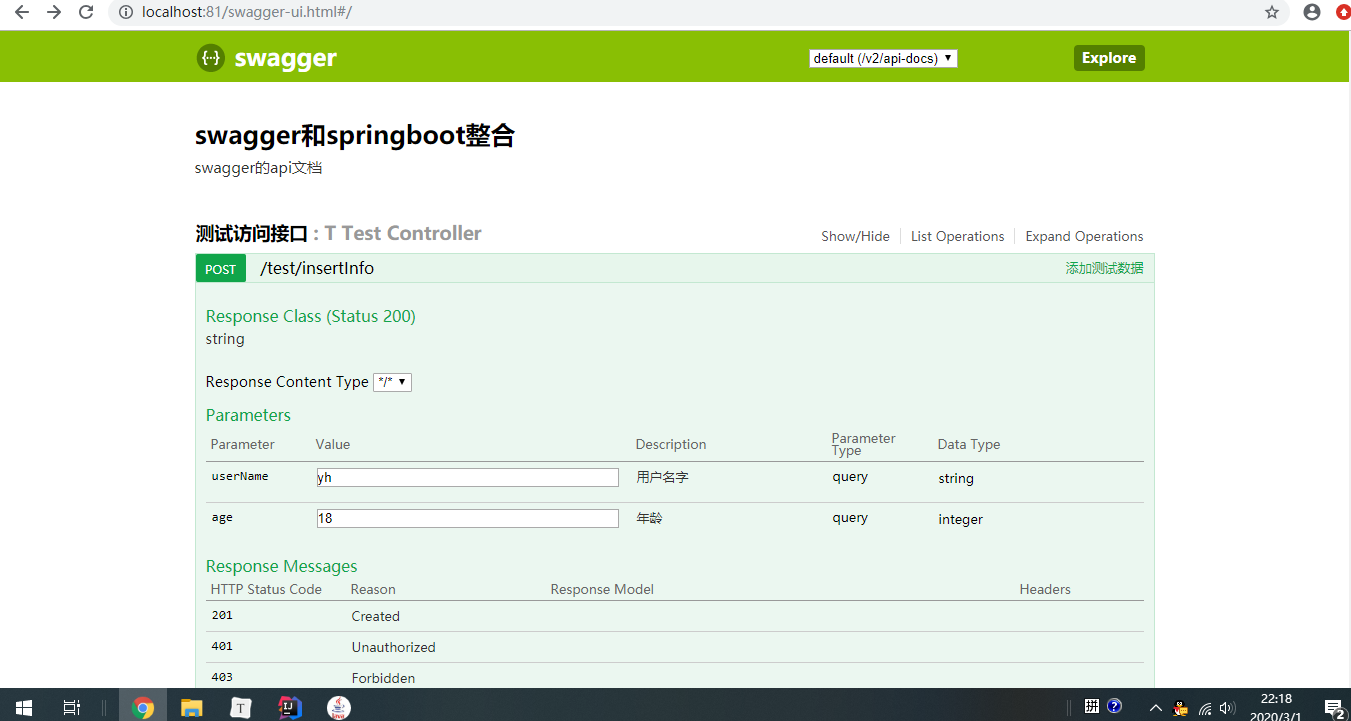 localhost:81/swagger-ui.html#/
{···} swagger
default (/v2/api-docs) ▼
Explore
swagger和springboot整合
swagger的api文档
测试访问接口 : T Test Controller
Show/Hide
List Operations
Expand Operations
POST /test/insertInfo
添加测试数据
Response Class (Status 200)
string
Response Content Type */* ▼
Parameters
Parameter Value Description Parameter Type Data Type
userName yh 用户名字 query string
age 18 年龄 query integer
Response Messages
HTTP Status Code Reason Response Model Headers
201 Created
401 Unauthorized
403 Forbidden
T
IJ
Java
拼
?
22:18
2020/3/1
2